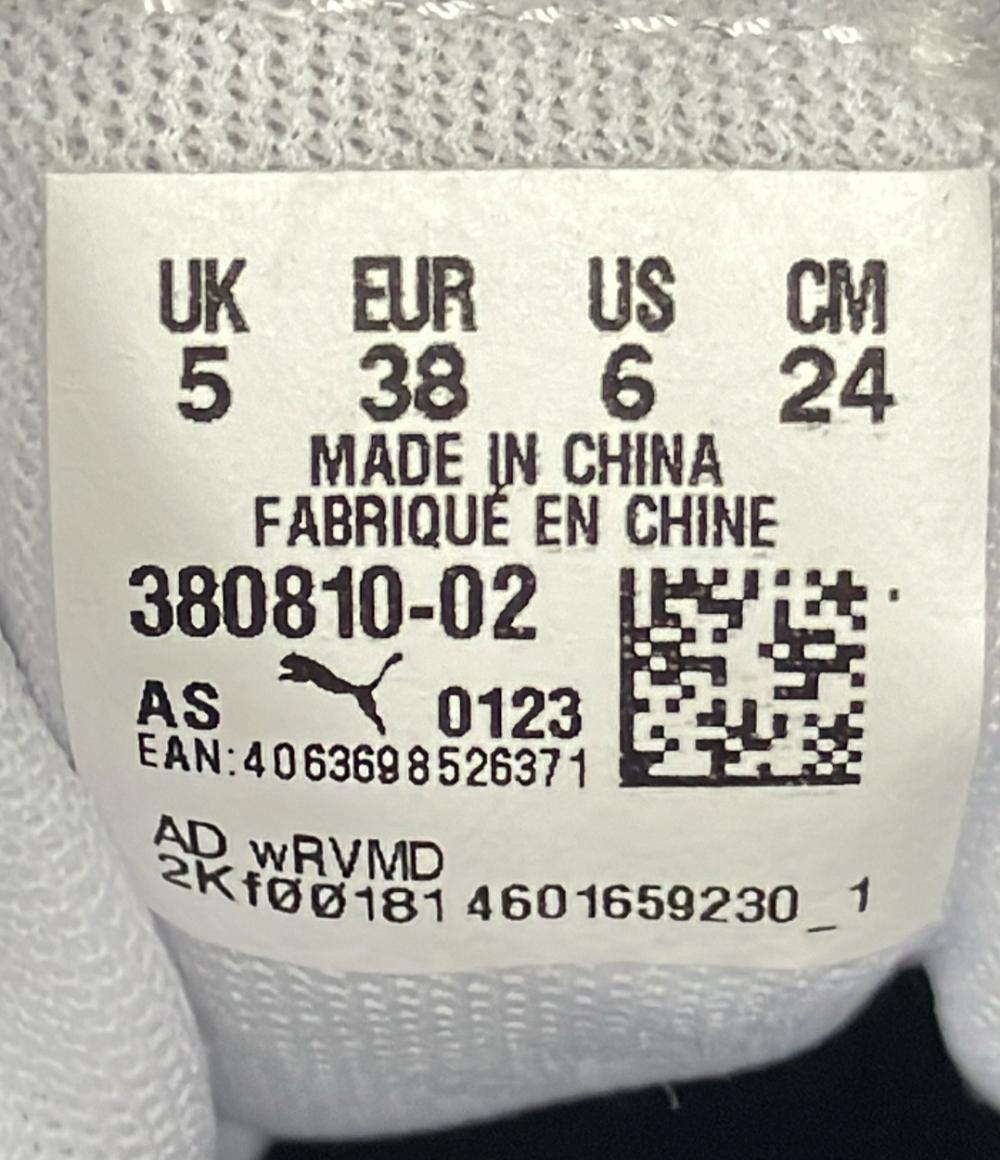 UK EUR US CM
5 38 6 24
MADE IN CHINA
FABRIQUÉ EN CHINE
380810-02
AS 0123
EAN:4063698526371
AD wRVMD
2Kf00181 4601659230_1